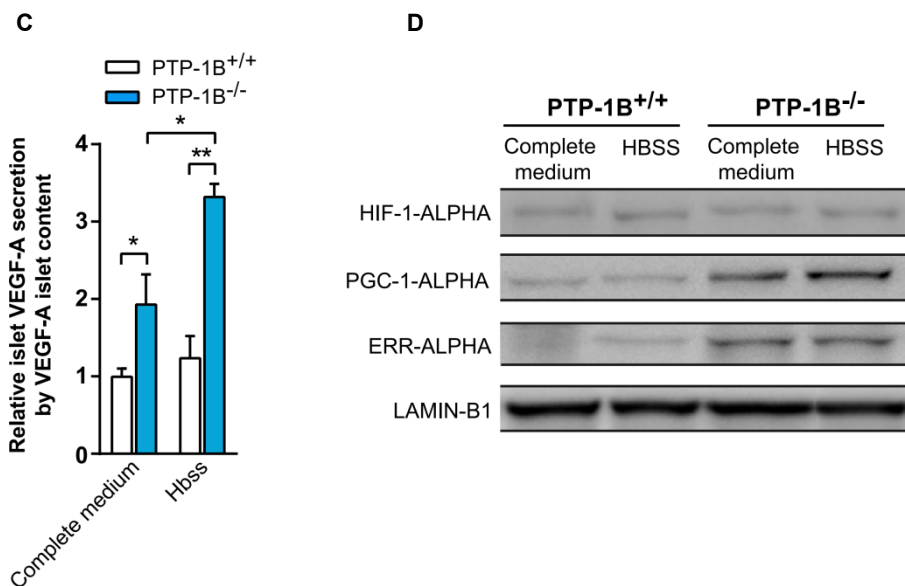 C
PTP-1B+/+
PTP-1B-/-
Relative islet VEGF-A secretion
by VEGF-A islet content
4
3
2
1
0
*
*
**
Complete medium
Hbss
D
PTP-1B+/+ PTP-1B-/-
Complete medium HBSS Complete medium HBSS
HIF-1-ALPHA
PGC-1-ALPHA
ERR-ALPHA
LAMIN-B1